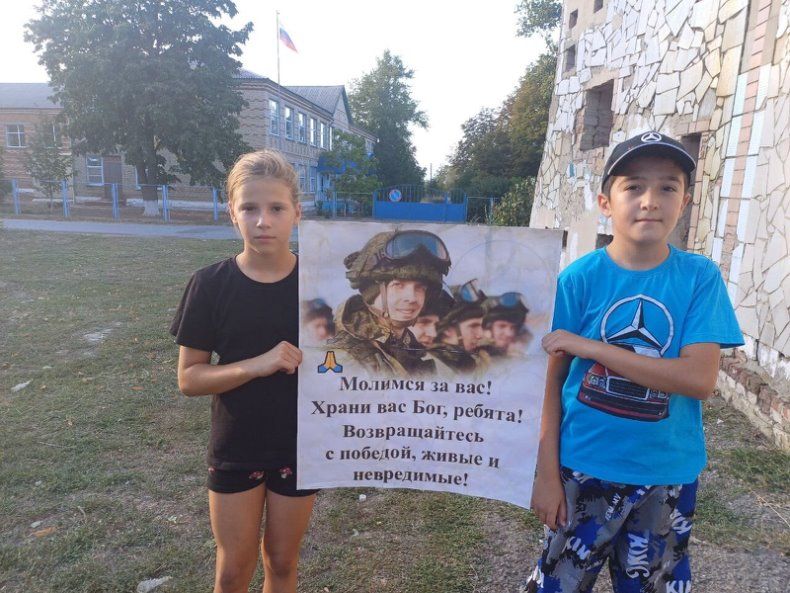 Молимся за вас!
Храни вас Бог, ребята!
Возвращайтесь
с победой, живые и
невредимые!